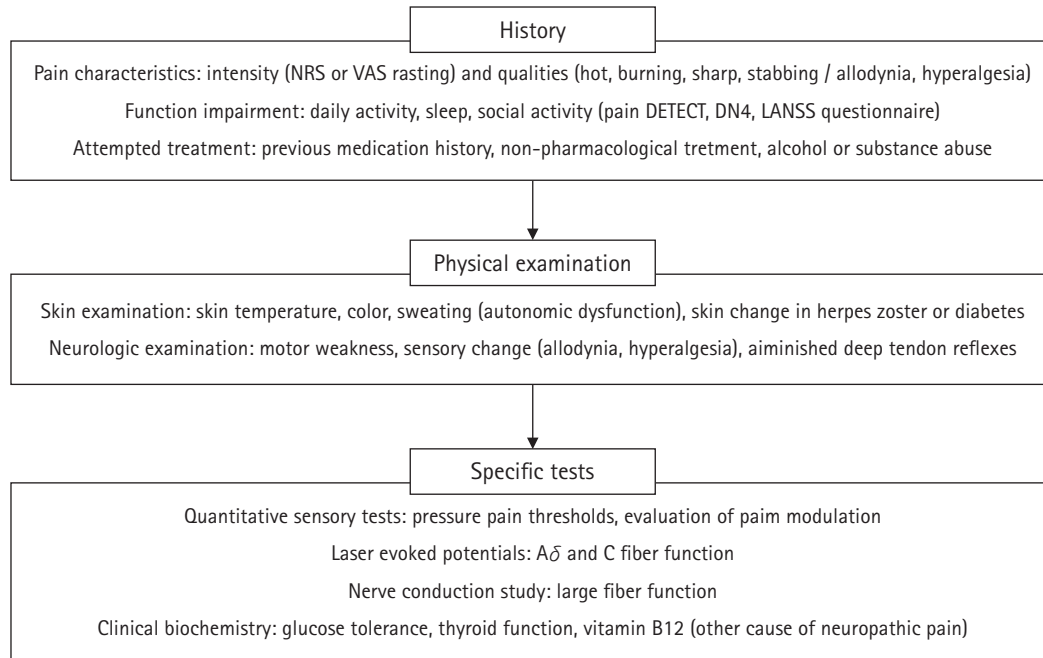 History
Pain characteristics: intensity (NRS or VAS rasting) and qualities (hot, burning, sharp, stabbing / allodynia, hyperalgesia)
Function impairment: daily activity, sleep, social activity (pain DETECT, DN4, LANSS questionnaire)
Attempted treatment: previous medication history, non-pharmacological tretment, alcohol or substance abuse
Physical examination
Skin examination: skin temperature, color, sweating (autonomic dysfunction), skin change in herpes zoster or diabetes
Neurologic examination: motor weakness, sensory change (allodynia, hyperalgesia), aiminished deep tendon reflexes
Specific tests
Quantitative sensory tests: pressure pain thresholds, evaluation of paim modulation
Laser evoked potentials: Aδ and C fiber function
Nerve conduction study: large fiber function
Clinical biochemistry: glucose tolerance, thyroid function, vitamin B12 (other cause of neuropathic pain)